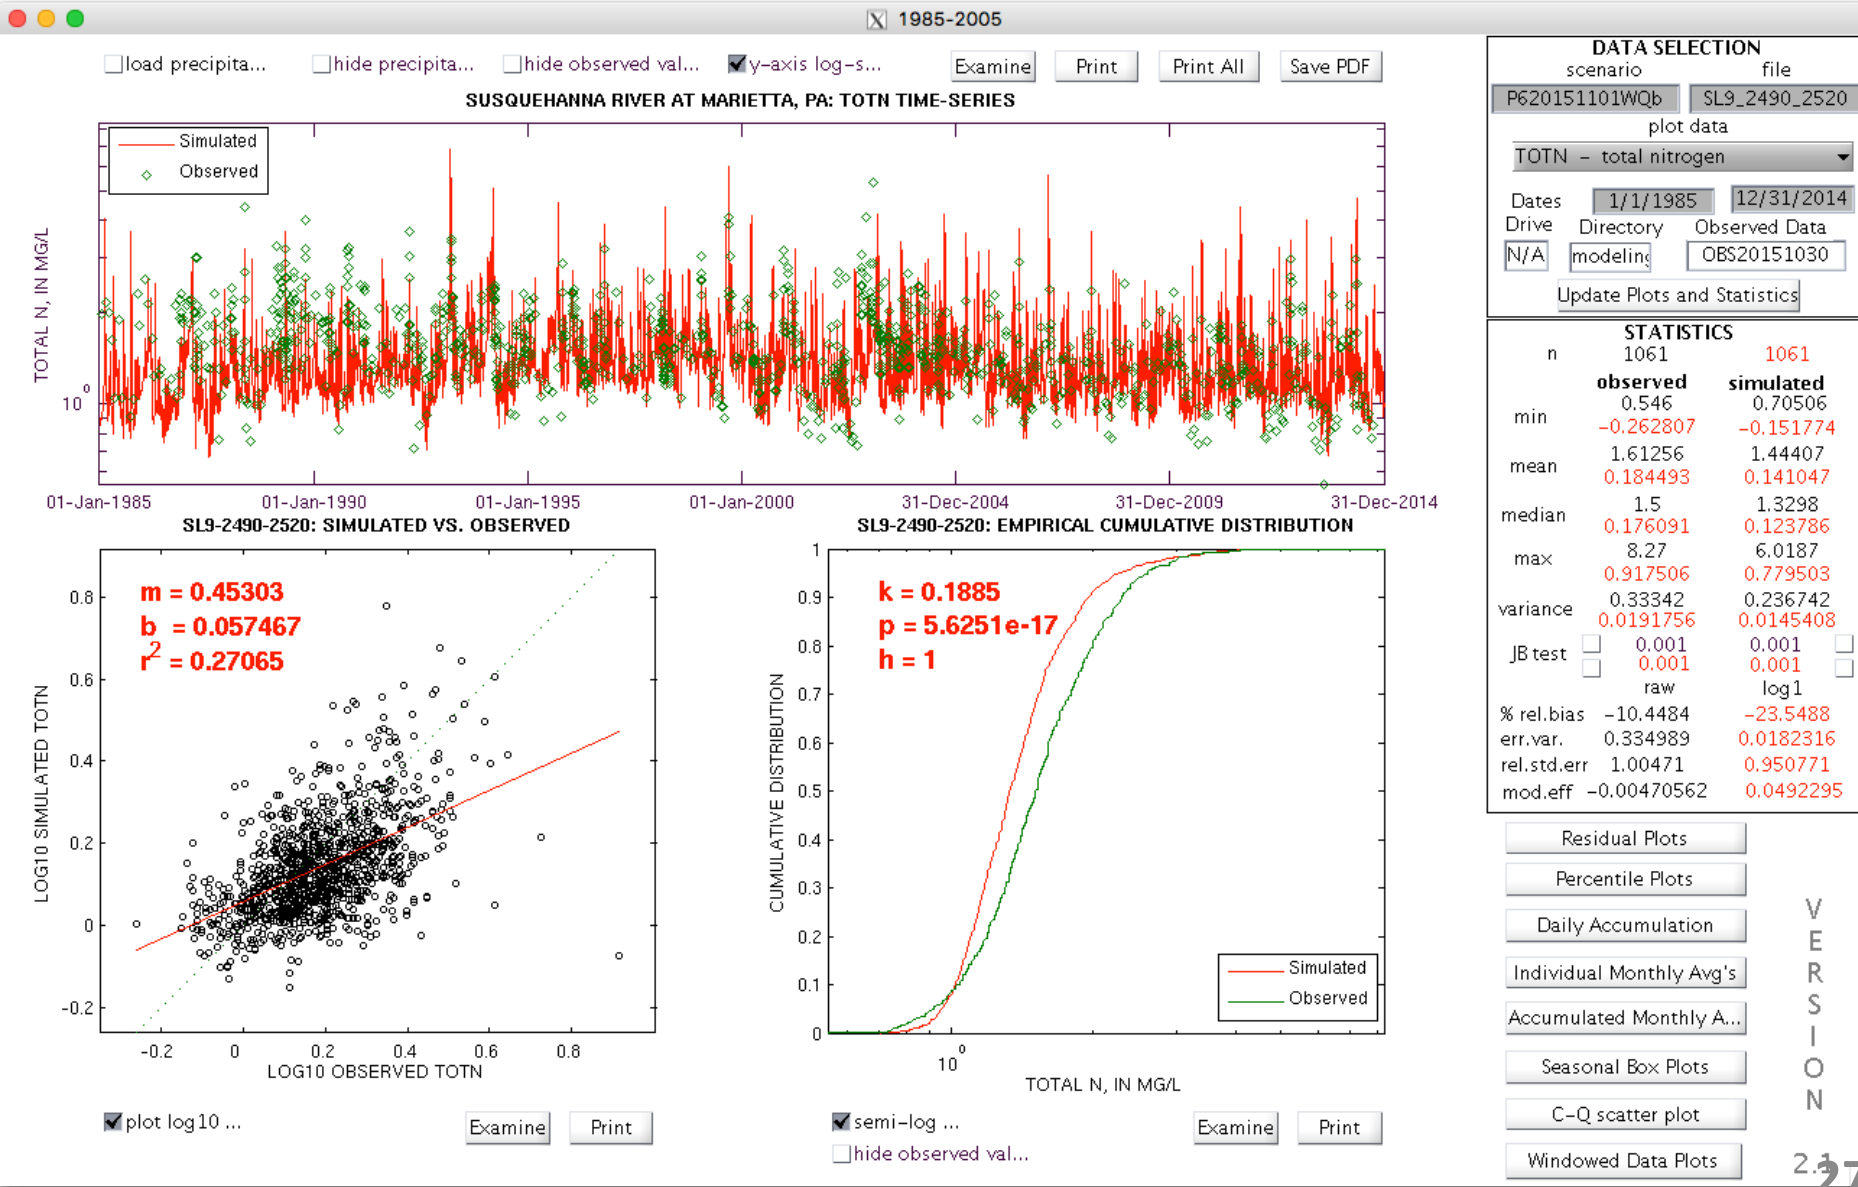 1985-2005
load precipita...
hide precipita...
hide observed val...
y-axis log-s...
Examine
Print
Print All
Save PDF
SUSQUEHANNA RIVER AT MARIETTA, PA: TOTN TIME-SERIES
Simulated
Observed
TOTAL N, IN MG/L
10^0
01-Jan-1985
01-Jan-1990
01-Jan-1995
01-Jan-2000
31-Dec-2004
31-Dec-2009
31-Dec-2014
SL9-2490-2520: SIMULATED VS. OBSERVED
m = 0.45303
b = 0.057467
r^2 = 0.27065
LOG10 SIMULATED TOTN
0.8
0.6
0.4
0.2
0
-0.2
-0.2 0 0.2 0.4 0.6 0.8
LOG10 OBSERVED TOTN
plot log10 ...
Examine
Print
SL9-2490-2520: EMPIRICAL CUMULATIVE DISTRIBUTION
k = 0.1885
p = 5.6251e-17
h = 1
CUMULATIVE DISTRIBUTION
1
0.9
0.8
0.7
0.6
0.5
0.4
0.3
0.2
0.1
0
Simulated
Observed
10^0
TOTAL N, IN MG/L
semi-log ...
hide observed val...
Examine
Print
DATA SELECTION
scenario file
P620151101WQb SL9_2490_2520
plot data
TOTN - total nitrogen
Dates 1/1/1985 12/31/2014
Drive Directory Observed Data
N/A modeling OBS20151030
Update Plots and Statistics
STATISTICS
n 1061 1061
observed simulated
min 0.546 0.70506
-0.262807 -0.151774
mean 1.61256 1.44407
0.184493 0.141047
median 1.5 1.3298
0.176091 0.123786
max 8.27 6.0187
0.917506 0.779503
variance 0.33342 0.236742
0.0191756 0.0145408
JB test 0.001 0.001
0.001 0.001
raw log1
% rel.bias -10.4484 -23.5488
err.var. 0.334989 0.0182316
rel.std.err 1.00471 0.950771
mod.eff -0.00470562 0.0492295
Residual Plots
Percentile Plots
Daily Accumulation
Individual Monthly Avg's
Accumulated Monthly A...
Seasonal Box Plots
C-Q scatter plot
Windowed Data Plots
VERSION
2.1
27